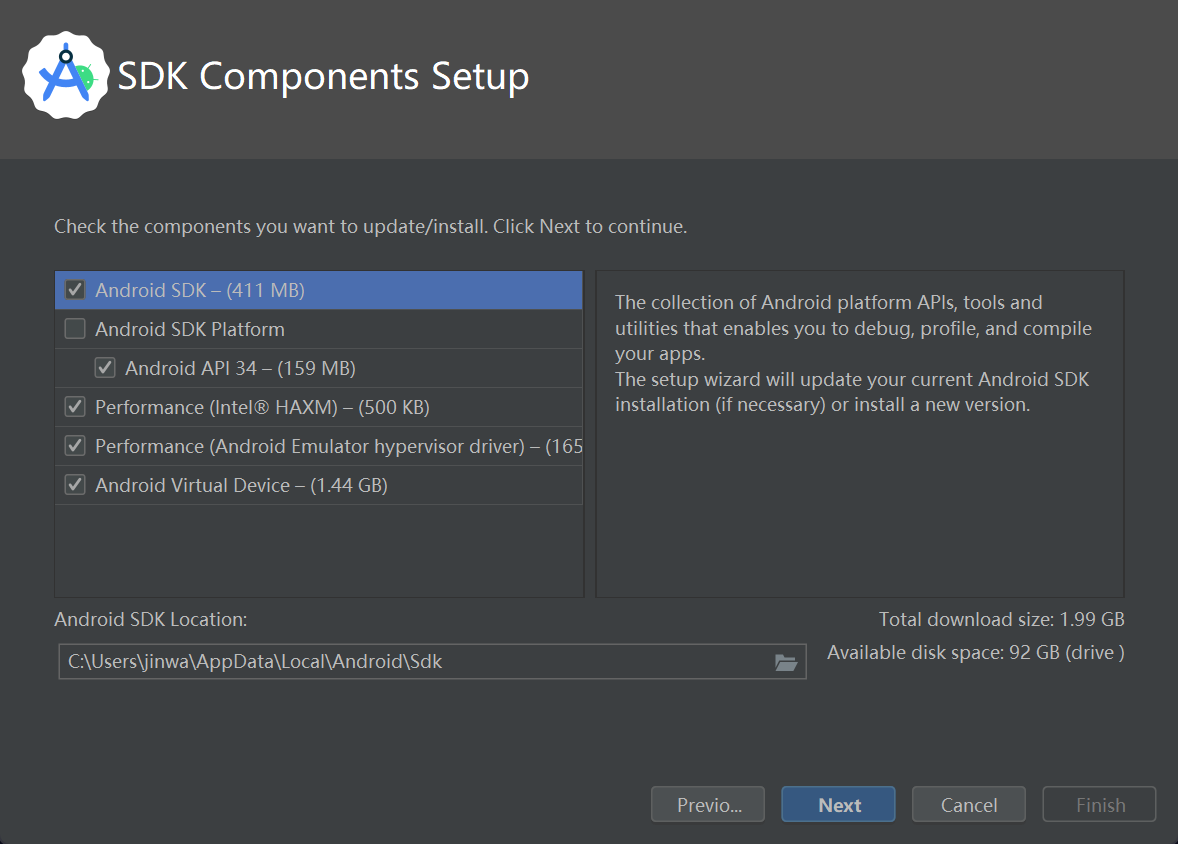 SDK Components Setup
Check the components you want to update/install. Click Next to continue.
Android SDK – (411 MB)
Android SDK Platform
Android API 34 – (159 MB)
Performance (Intel® HAXM) – (500 KB)
Performance (Android Emulator hypervisor driver) – (165
Android Virtual Device – (1.44 GB)
The collection of Android platform APIs, tools and
utilities that enables you to debug, profile, and compile
your apps.
The setup wizard will update your current Android SDK
installation (if necessary) or install a new version.
Android SDK Location:
Total download size: 1.99 GB
C:\Users\jinwa\AppData\Local\Android\Sdk
Available disk space: 92 GB (drive )
Previo...
Next
Cancel
Finish